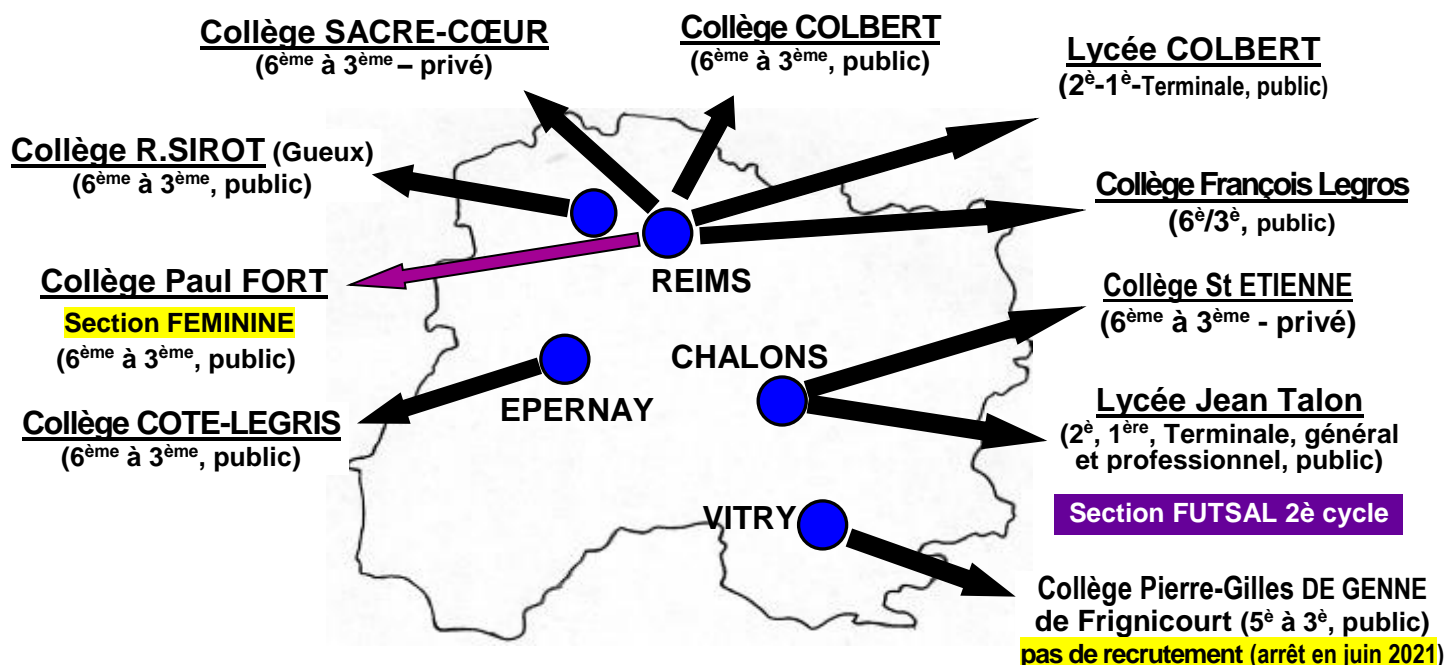 Collège SACRE-CŒUR
(6ème à 3ème – privé)
Collège COLBERT
(6ème à 3ème, public)
Lycée COLBERT
(2è-1è-Terminale, public)
Collège R.SIROT (Gueux)
(6ème à 3ème, public)
Collège François Legros
(6è/3è, public)
REIMS
Collège Paul FORT
Section FEMININE
(6ème à 3ème, public)
Collège St ETIENNE
(6ème à 3ème - privé)
CHALONS
EPERNAY
Collège COTE-LEGRIS
(6ème à 3ème, public)
Lycée Jean Talon
(2è, 1ère, Terminale, général
et professionnel, public)
Section FUTSAL 2è cycle
VITRY
Collège Pierre-Gilles DE GENNE
de Frignicourt (5è à 3è, public)
pas de recrutement (arrêt en juin 2021)